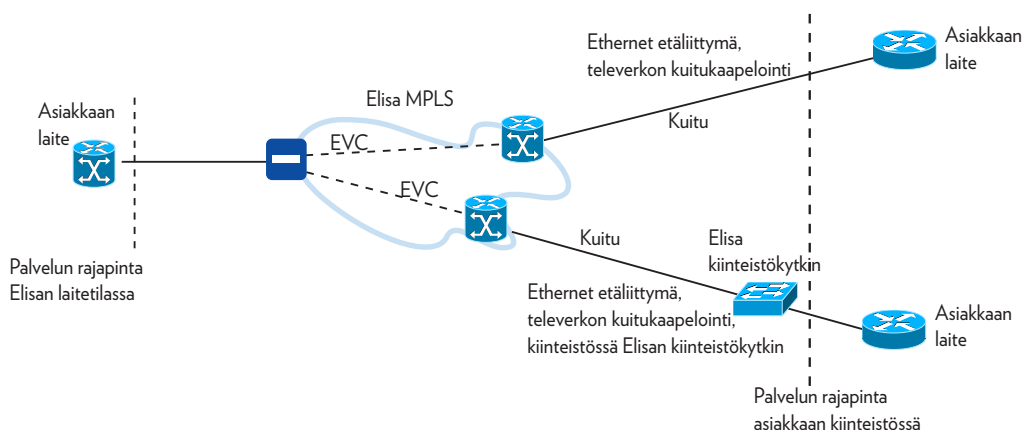 Ethernet etäliittymä,
televerkon kuitukaapelointi
Asiakkaan
laite
Elisa MPLS
Kuitu
Asiakkaan
laite
EVC
EVC
Kuitu
Elisa
kiinteistökytkin
Palvelun rajapinta
Elisan laitetilassa
Ethernet etäliittymä,
televerkon kuitukaapelointi,
kiinteistössä Elisan kiinteistökytkin
Asiakkaan
laite
Palvelun rajapinta
asiakkaan kiinteistössä